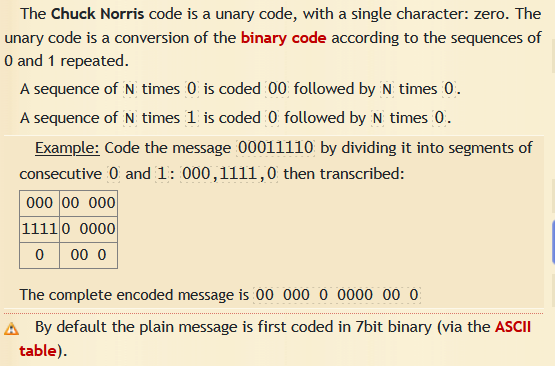 The Chuck Norris code is a unary code, with a single character: zero. The
unary code is a conversion of the binary code according to the sequences of
0 and 1 repeated.
A sequence of N times 0 is coded 00 followed by N times 0.
A sequence of N times 1 is coded 0 followed by N times 0.
Example: Code the message 00011110 by dividing it into segments of
consecutive 0 and 1: 000,1111,0 then transcribed:
000 00 000
1111 0 0000
0 00 0
The complete encoded message is 00 000 0 0000 00 0
By default the plain message is first coded in 7bit binary (via the ASCII
table).